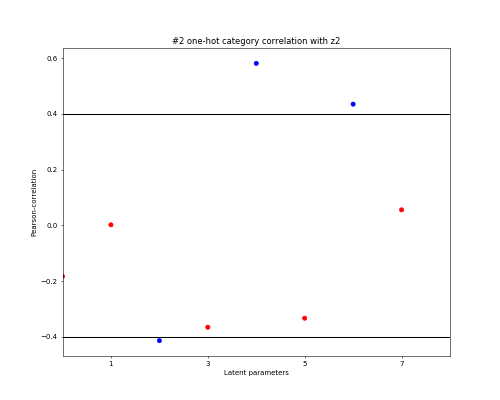 #2 one-hot category correlation with z2
0.6
0.4
0.2
0.0
−0.2
−0.4
Pearson-correlation
1 3 5 7
Latent parameters